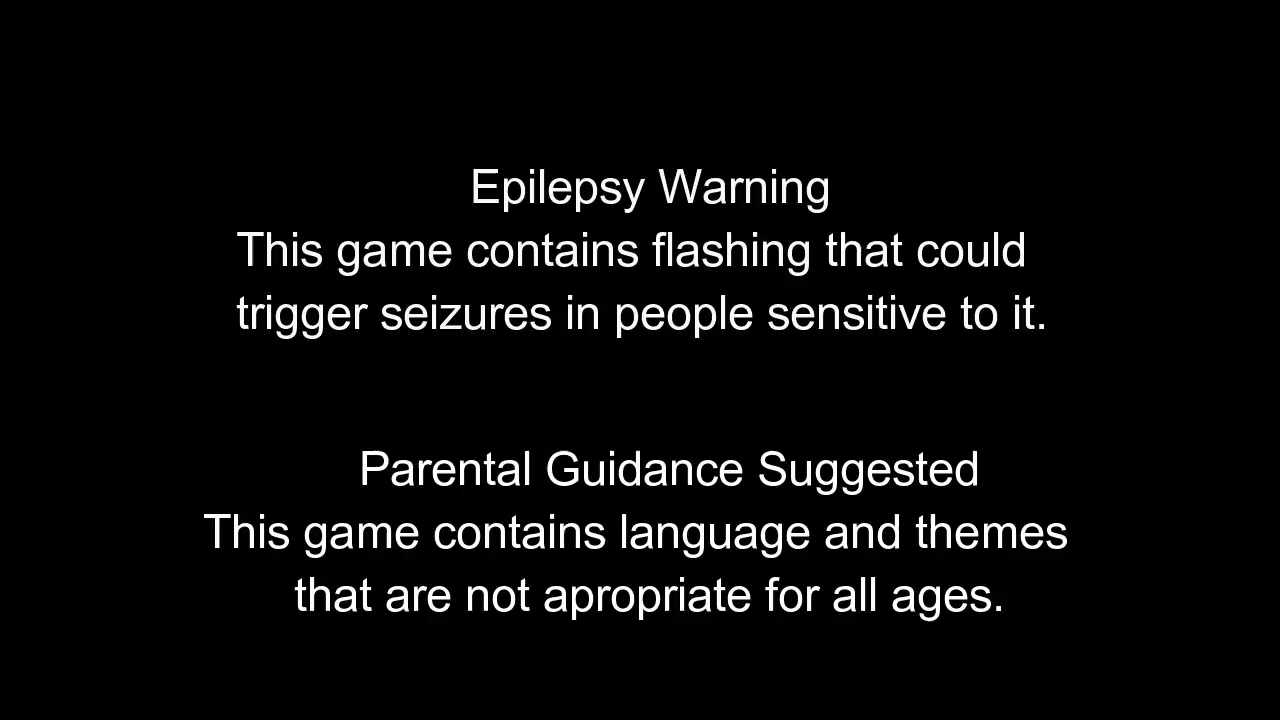 Epilepsy Warning
This game contains flashing that could
trigger seizures in people sensitive to it.
Parental Guidance Suggested
This game contains language and themes
that are not apropriate for all ages.